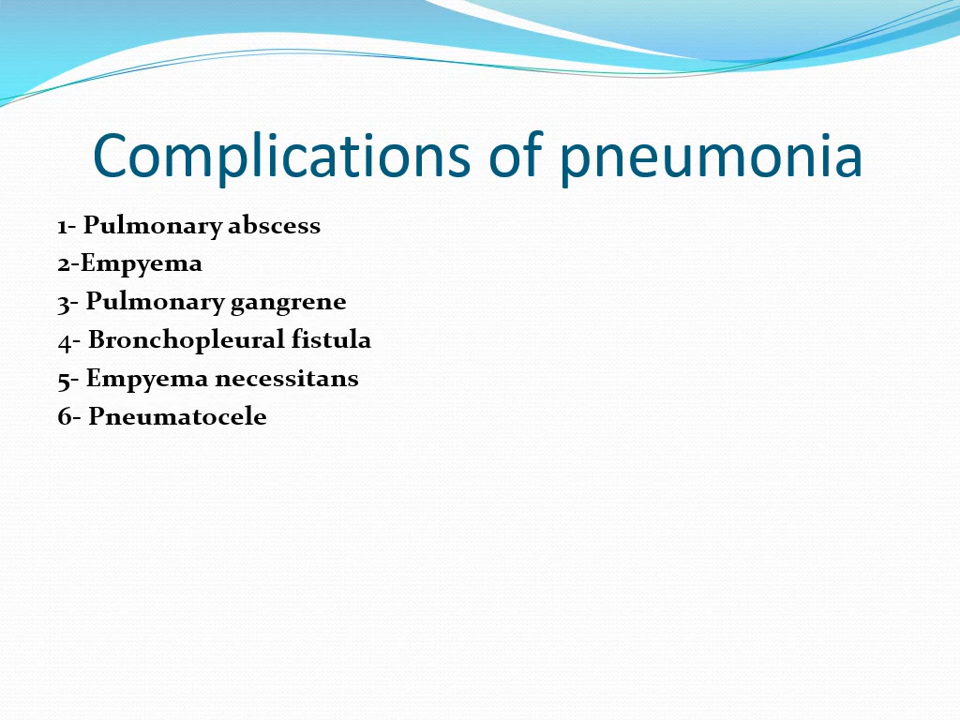 Complications of pneumonia
1- Pulmonary abscess
2-Empyema
3- Pulmonary gangrene
4- Bronchopleural fistula
5- Empyema necessitans
6- Pneumatocele